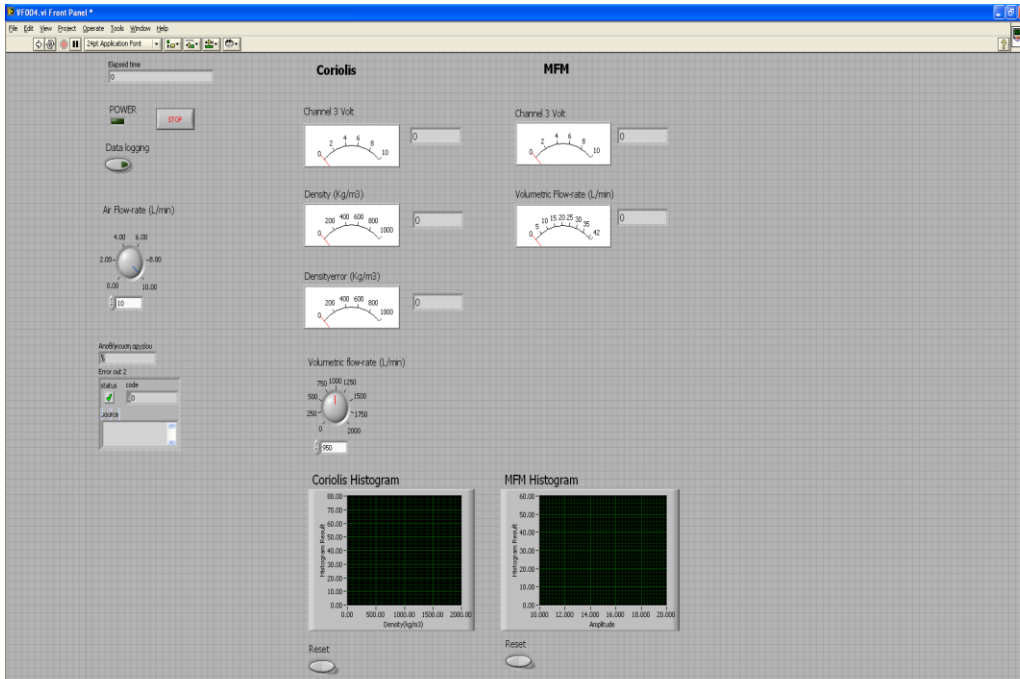 VF004.vi Front Panel *
File Edit View Project Operate Tools Window Help
24pt Application Font
Elapsed time
0
POWER
STOP
Data logging
Air Flow-rate (L/min)
4.00 6.00
2.00 8.00
0.00 10.00
10
Αποθήκευση αρχείου
Error out 2
status code
0
source
Coriolis
Channel 3 Volt
0 2 4 6 8 10
0
Density (Kg/m3)
0 200 400 600 800 1000
0
Densityerror (Kg/m3)
0 200 400 600 800 1000
0
Volumetric flow-rate (L/min)
750 1000 1250
500 1500
250 1750
0 2000
950
MFM
Channel 3 Volt
0 2 4 6 8 10
0
Volumetric Flow-rate (L/min)
0 5 10 15 20 25 30 35 42
0
Coriolis Histogram
Histogram Result
80.00
70.00
60.00
50.00
40.00
30.00
20.00
10.00
0.00
0.00 500.00 1000.00 1500.00 2000.00
Density(kg/m3)
Reset
MFM Histogram
Histogram Result
60.00
50.00
40.00
30.00
20.00
10.00
0.00
10.000 12.000 14.000 16.000 18.000 20.000
Amplitude
Reset